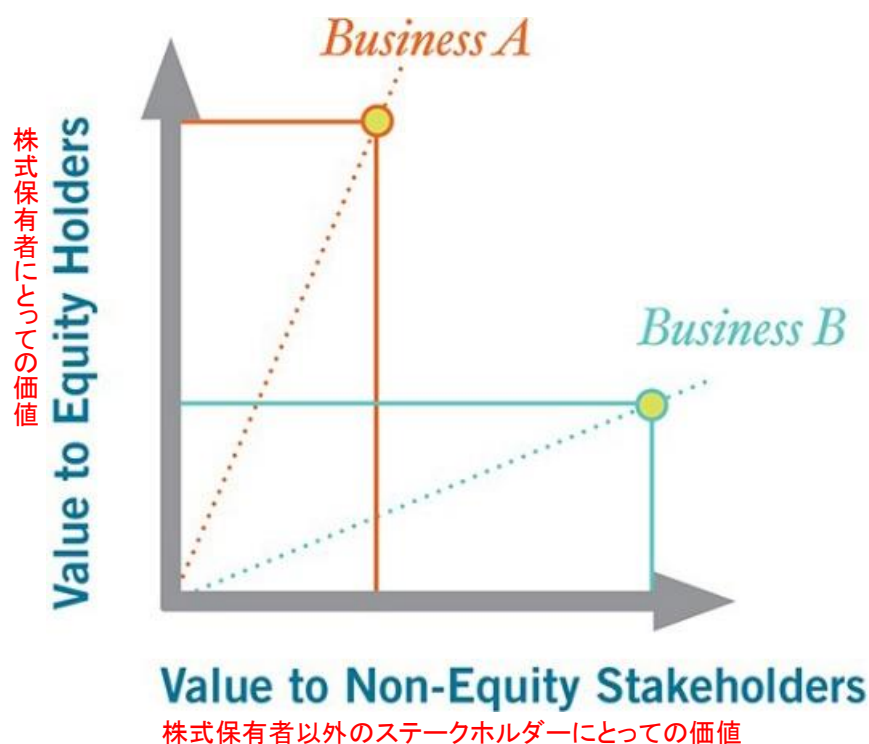 Business A
株式保有者にとっての価値
Value to Equity Holders
Business B
Value to Non-Equity Stakeholders
株式保有者以外のステークホルダーにとっての価値